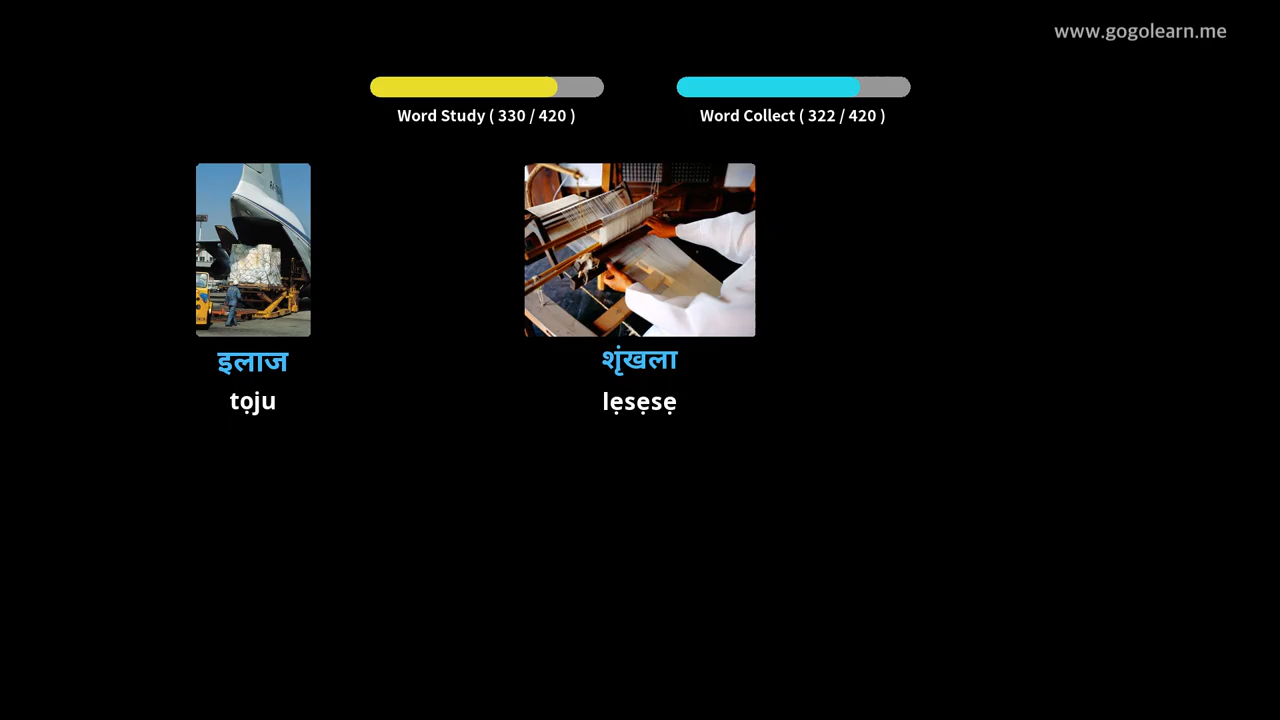 www.gogolearn.me
Word Study ( 330 / 420 )
Word Collect ( 322 / 420 )
इलाज
शृंखला
tọju
lẹsẹsẹ